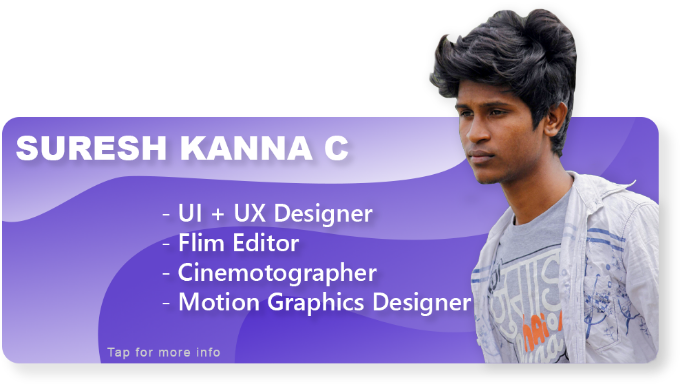 SURESH KANNA C
- UI + UX Designer
- Flim Editor
- Cinemotographer
- Motion Graphics Designer
Tap for more info